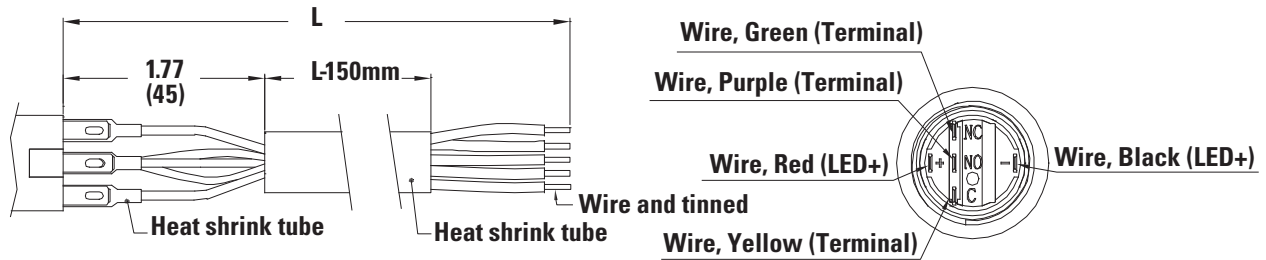 L
1.77
(45)
L-150mm
Heat shrink tube
Heat shrink tube
Wire and tinned
Wire, Green (Terminal)
Wire, Purple (Terminal)
Wire, Red (LED+)
Wire, Black (LED+)
Wire, Yellow (Terminal)
NC
+ NO −
C